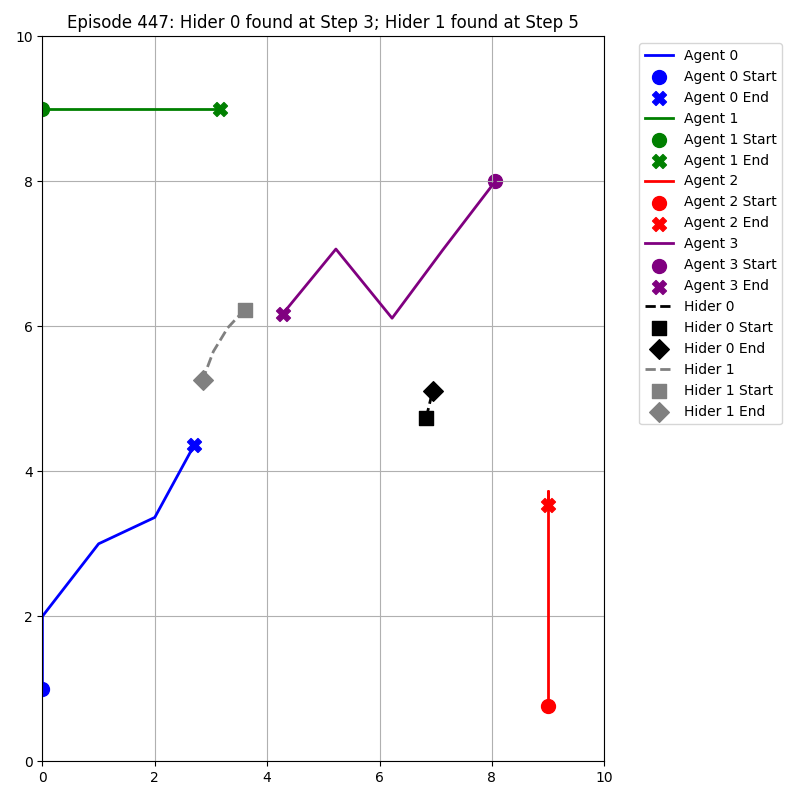 Episode 447: Hider 0 found at Step 3; Hider 1 found at Step 5
10
8
6
4
2
0
0 2 4 6 8 10
Agent 0
Agent 0 Start
Agent 0 End
Agent 1
Agent 1 Start
Agent 1 End
Agent 2
Agent 2 Start
Agent 2 End
Agent 3
Agent 3 Start
Agent 3 End
Hider 0
Hider 0 Start
Hider 0 End
Hider 1
Hider 1 Start
Hider 1 End